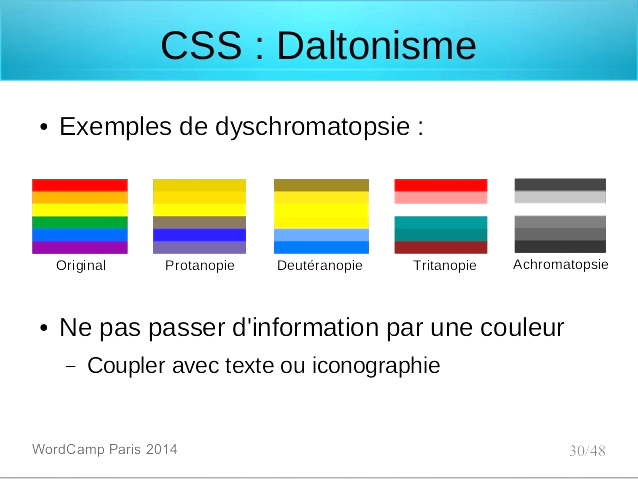 CSS : Daltonisme
• Exemples de dyschromatopsie :
Original Protanopie Deutéranopie Tritanopie Achromatopsie
• Ne pas passer d'information par une couleur
– Coupler avec texte ou iconographie
WordCamp Paris 2014 30/48